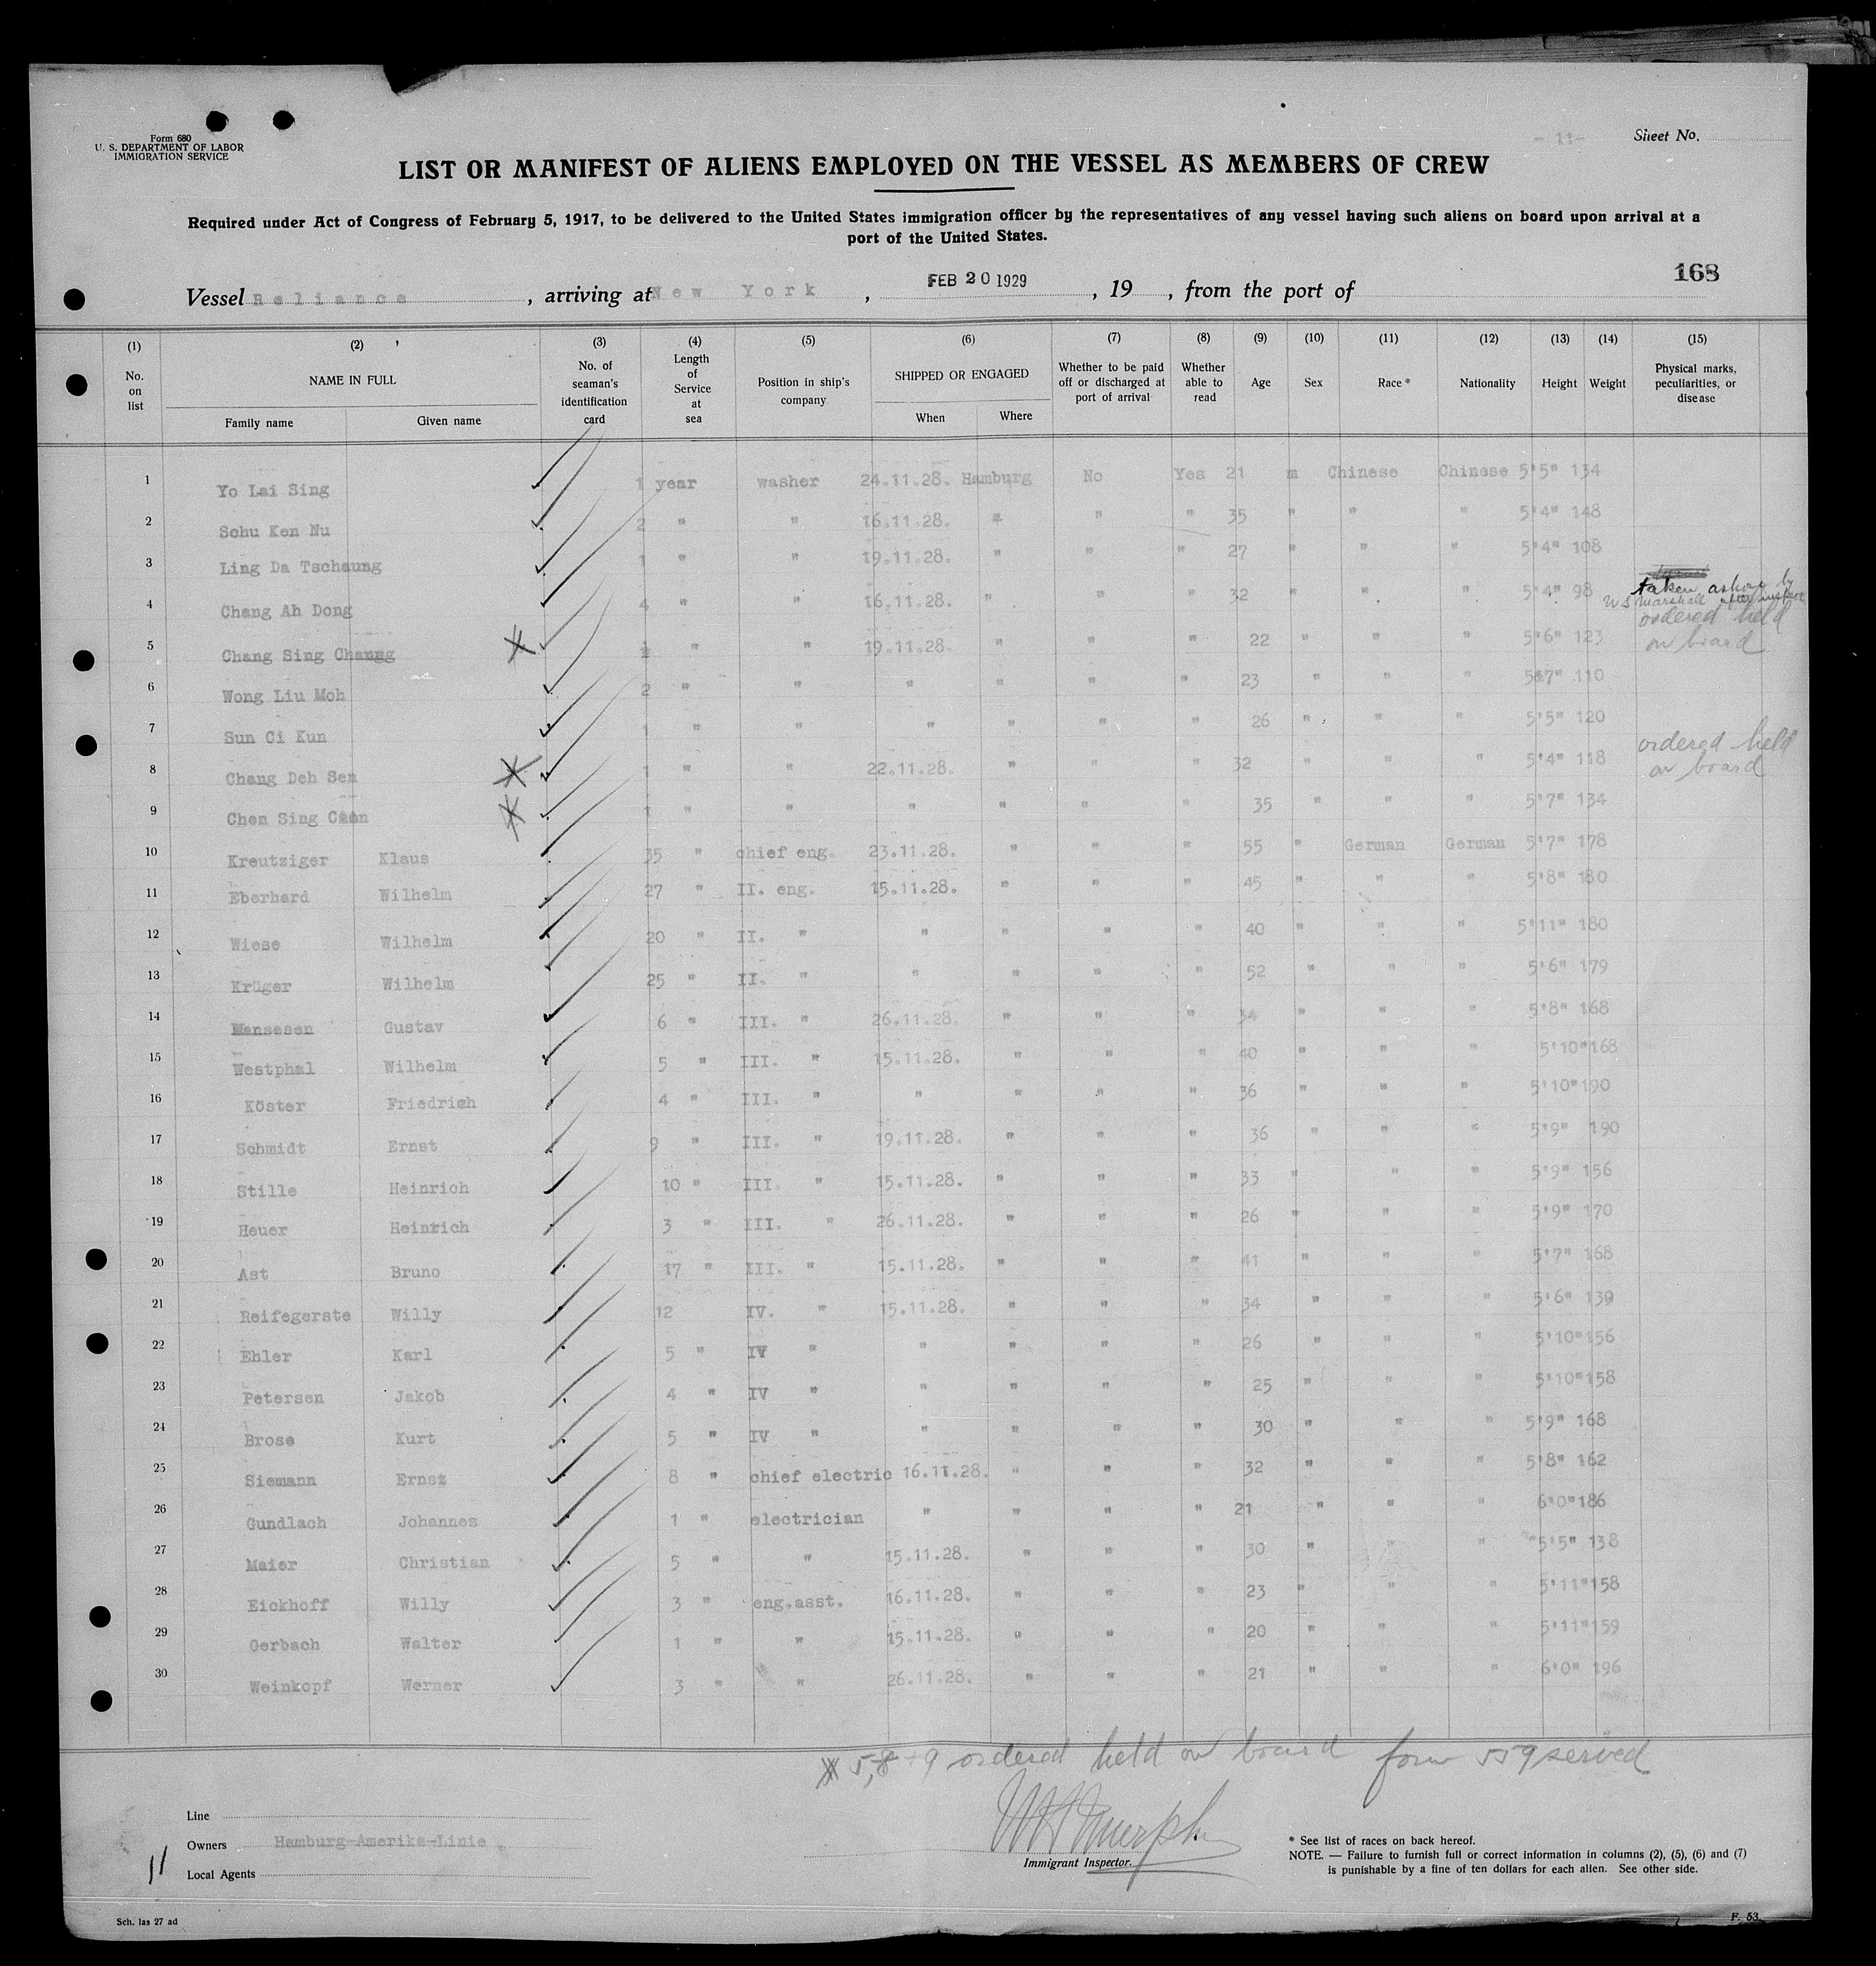 Form 680
U. S. DEPARTMENT OF LABOR
IMMIGRATION SERVICE
- 11 - Sheet No.
LIST OR MANIFEST OF ALIENS EMPLOYED ON THE VESSEL AS MEMBERS OF CREW
Required under Act of Congress of February 5, 1917, to be delivered to the United States immigration officer by the representatives of any vessel having such aliens on board upon arrival at a
port of the United States.
168
Vessel Reliance , arriving at New York , FEB 20 1929 , 19 , from the port of
(1) (2) (3) (4) (5) (6) (7) (8) (9) (10) (11) (12) (13) (14) (15)
No. on list NAME IN FULL Family name Given name No. of seaman's identification card Length of Service at sea Position in ship's company SHIPPED OR ENGAGED When Where Whether to be paid off or discharged at port of arrival Whether able to read Age Sex Race * Nationality Height Weight Physical marks, peculiarities, or disease
1 Yo Lai Sing 1 year washer 24.11.28. Hamburg No Yes 21 m Chinese Chinese 5'5" 134
2 Schu Ken Nu 2 " " 16.11.28. " " " 35 " " " 5'4" 148
3 Ling Da Tschaung 1 " " 19.11.28. " " " 27 " " " 5'4" 108
taken ashore by
U S Marshall after
4 Chang Ah Dong 4 " " 16.11.28. " " " 32 " " " 5'4" 98
ordered held
on board
5 Chang Sing Chaung " " 19.11.28. " " " 22 " " " 5'6" 123
6 Wong Liu Moh 2 " " " " " " 23 " " " 5'7" 110
7 Sun Ci Kun 1 " " " " " " 26 " " " 5'5" 120
8 Chang Deh Sen 1 " " 22.11.28. " " " 32 " " " 5'4" 118 ordered held
on board
9 Chen Sing Chan 1 " " " " " " 35 " " " 5'7" 134
10 Kreutziger Klaus 35 " chief eng. 23.11.28. " " " 55 " German German 5'7" 178
11 Eberhard Wilhelm 27 " II. eng. 15.11.28. " " " 45 " " " 5'8" 180
12 Wiese Wilhelm 20 " II. " " " " " 40 " " " 5'11" 180
13 Krüger Wilhelm 25 " II. " " " " " 52 " " " 5'6" 179
14 Mansesen Gustav 6 " III. " 26.11.28. " " " 34 " " " 5'8" 168
15 Westphal Wilhelm 5 " III. " 15.11.28. " " " 40 " " " 5'10" 168
16 Köster Friedrich 4 " III. " " " " " 36 " " " 5'10" 190
17 Schmidt Ernst 9 " III. " 19.11.28. " " " 36 " " " 5'9" 190
18 Stille Heinrich 10 " III. " 15.11.28. " " " 33 " " " 5'9" 156
19 Heuer Heinrich 3 " III. " 26.11.28. " " " 26 " " " 5'9" 170
20 Ast Bruno 17 " III. " 15.11.28. " " " 41 " " " 5'7" 168
21 Reifegerste Willy 12 IV. " 15.11.28. " " " 34 " " " 5'6" 139
22 Ehler Karl 5 " IV " " " " " 26 " " " 5'10" 156
23 Petersen Jakob 4 " IV " " " " " 25 " " " 5'10" 158
24 Brose Kurt 5 " IV " " " " " 30 " " " 5'9" 168
25 Siemann Ernst 8 " chief electric 16.11.28. " " " 32 " " " 5'8" 162
26 Gundlach Johannes 1 " electrician " " " " 21 " " " 6'0" 186
27 Maier Christian 5 " " 15.11.28. " " " 30 " " " 5'5" 138
28 Eickhoff Willy 3 " eng.asst. 16.11.28. " " " 23 " " " 5'11" 158
29 Gerbach Walter 1 " " 15.11.28. " " " 20 " " " 5'11" 159
30 Weinkopf Werner 3 " " 26.11.28. " " " 21 " " " 6'0" 196
5, 8 + 9 ordered held on board form 559 served
Line
Owners Hamburg-Amerika-Linie
Local Agents
11
W H Murphy
Immigrant Inspector.
* See list of races on back hereof.
NOTE. — Failure to furnish full or correct information in columns (2), (5), (6) and (7)
is punishable by a fine of ten dollars for each alien. See other side.
Sch. las 27 ad
F. 53.